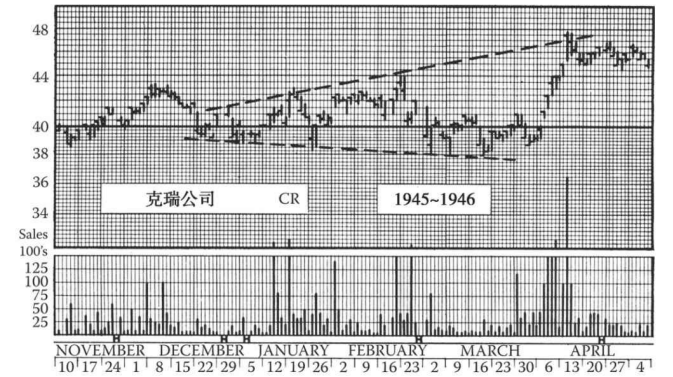 48
44
40
38
36
34
克瑞公司 CR 1945~1946
Sales
100's
125
100
75
50
25
NOVEMBER DECEMBER JANUARY FEBRUARY MARCH APRIL
10 17 24 1 8 15 22 29 5 12 19 26 2 9 16 23 2 9 16 23 30 6 13 20 27 4